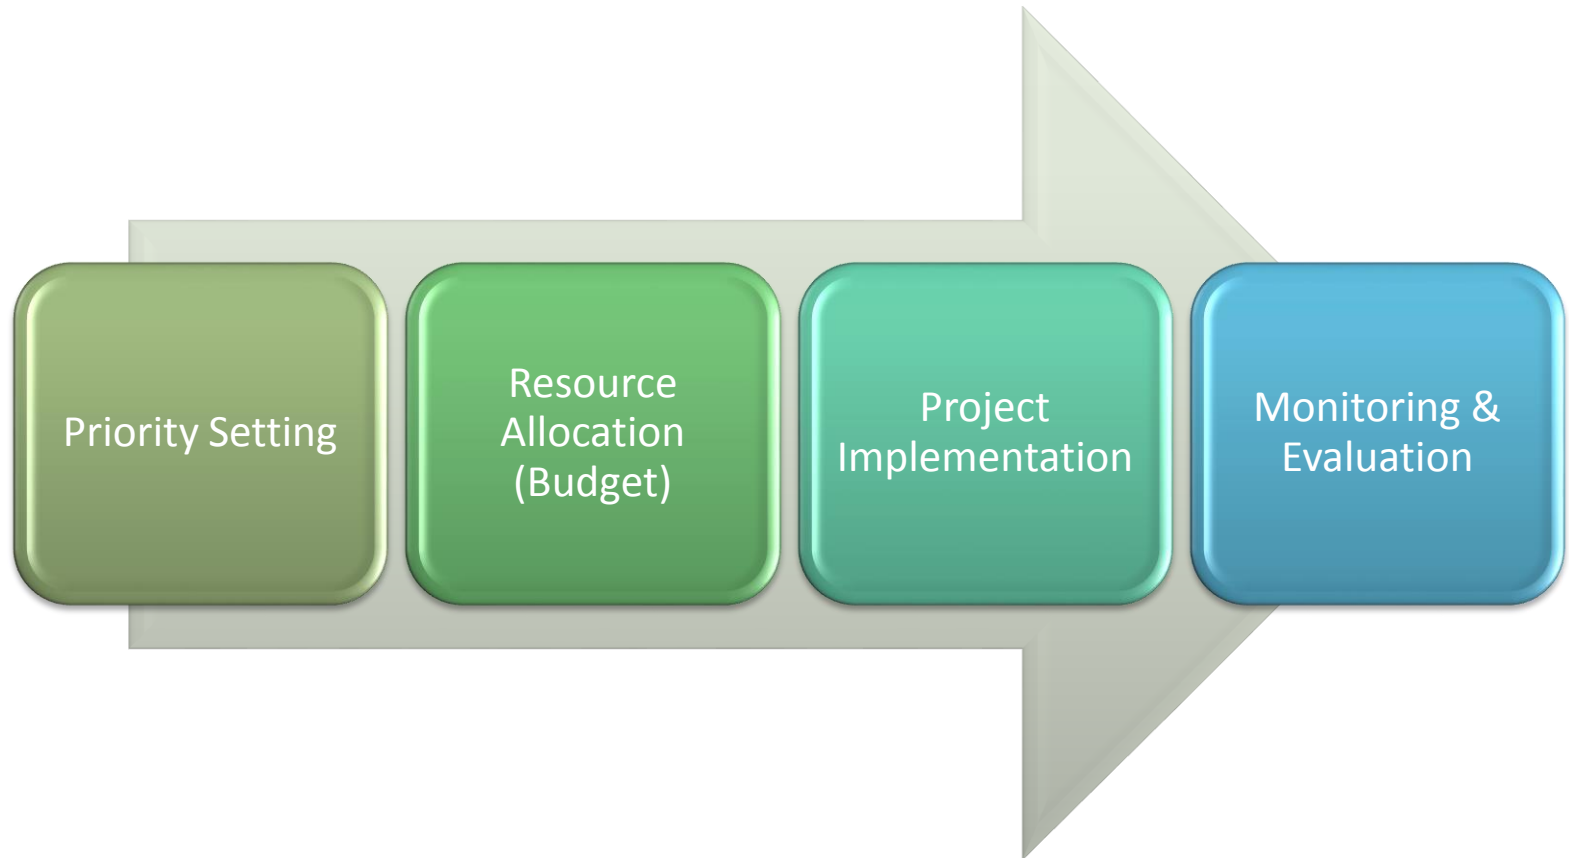 Priority Setting
Resource
Allocation
(Budget)
Project
Implementation
Monitoring &
Evaluation